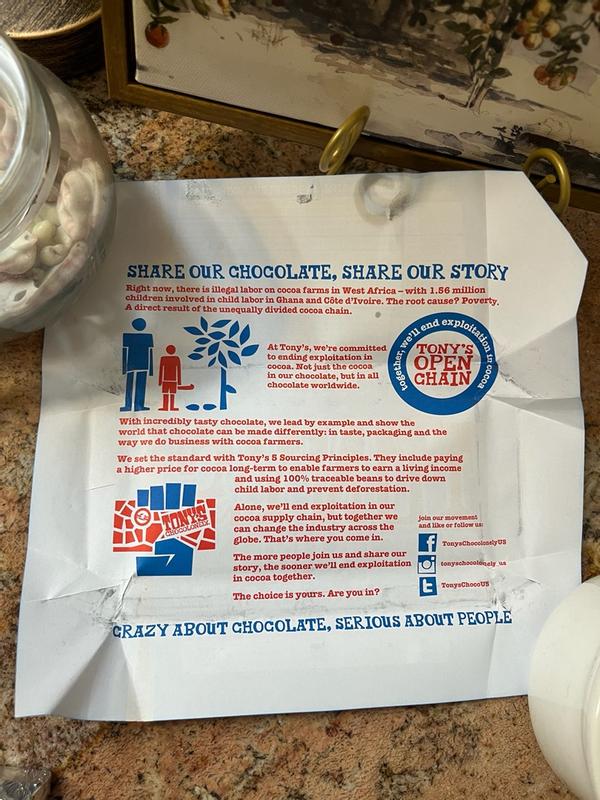 SHARE OUR CHOCOLATE, SHARE OUR STORY
Right now, there is illegal labor on cocoa farms in West Africa – with 1.56 million
children involved in child labor in Ghana and Côte d'Ivoire. The root cause? Poverty.
A direct result of the unequally divided cocoa chain.
At Tony's, we're committed
to ending exploitation in
cocoa. Not just the cocoa
in our chocolate, but in all
chocolate worldwide.
together, we'll end exploitation in cocoa
TONY'S
OPEN
CHAIN
With incredibly tasty chocolate, we lead by example and show the
world that chocolate can be made differently: in taste, packaging and the
way we do business with cocoa farmers.
We set the standard with Tony's 5 Sourcing Principles. They include paying
a higher price for cocoa long-term to enable farmers to earn a living income
and using 100% traceable beans to drive down
child labor and prevent deforestation.
TONY'S
CHOCOLONELY
Alone, we'll end exploitation in our
cocoa supply chain, but together we
can change the industry across the
globe. That's where you come in.
The more people join us and share our
story, the sooner we'll end exploitation
in cocoa together.
The choice is yours. Are you in?
join our movement
and like or follow us:
f TonysChocolonelyUS
tonyschocolonely_us
t TonysChocoUS
CRAZY ABOUT CHOCOLATE, SERIOUS ABOUT PEOPLE